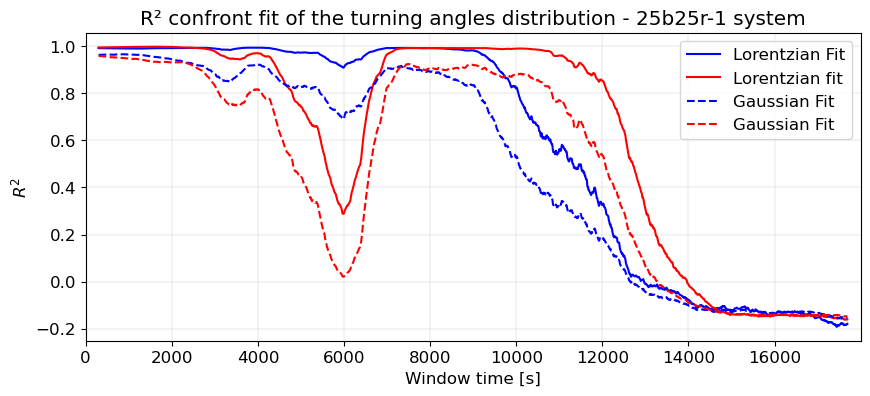 R² confront fit of the turning angles distribution - 25b25r-1 system
1.0
0.8
0.6
0.4
0.2
0.0
−0.2
R²
0 2000 4000 6000 8000 10000 12000 14000 16000
Window time [s]
Lorentzian Fit
Lorentzian fit
Gaussian Fit
Gaussian Fit